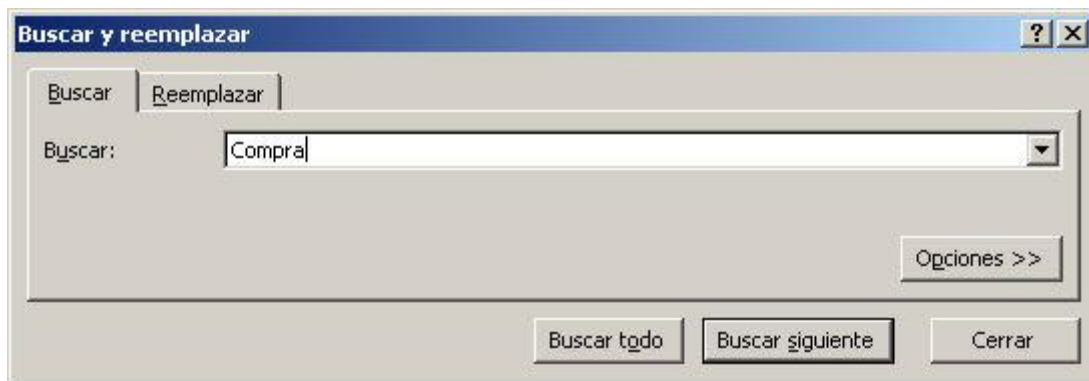 Buscar y reemplazar
Buscar Reemplazar
Buscar: Compra
Opciones >>
Buscar todo Buscar siguiente Cerrar